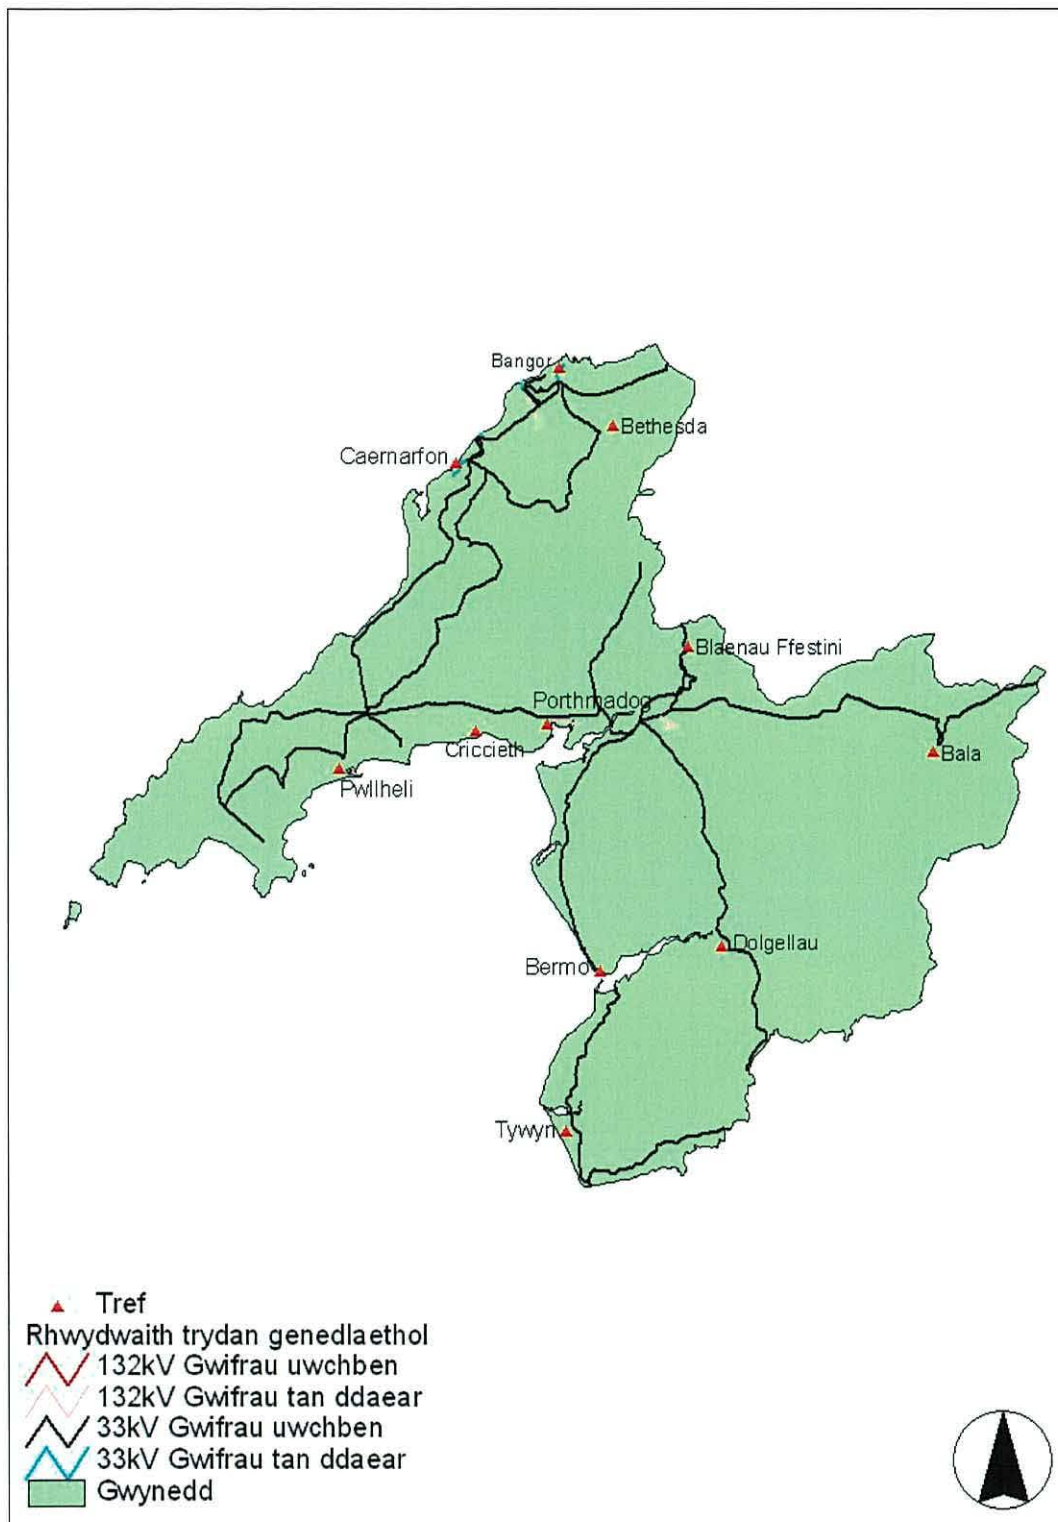 Bangor
Bethesda
Caernarfon
Blaenau Ffestini
Porthmadog
Criccieth
Bala
Pwllheli
Dolgellau
Bermo
Tywyn
Tref
Rhwydwaith trydan genedlaethol
132kV Gwifrau uwchben
132kV Gwifrau tan ddaear
33kV Gwifrau uwchben
33kV Gwifrau tan ddaear
Gwynedd